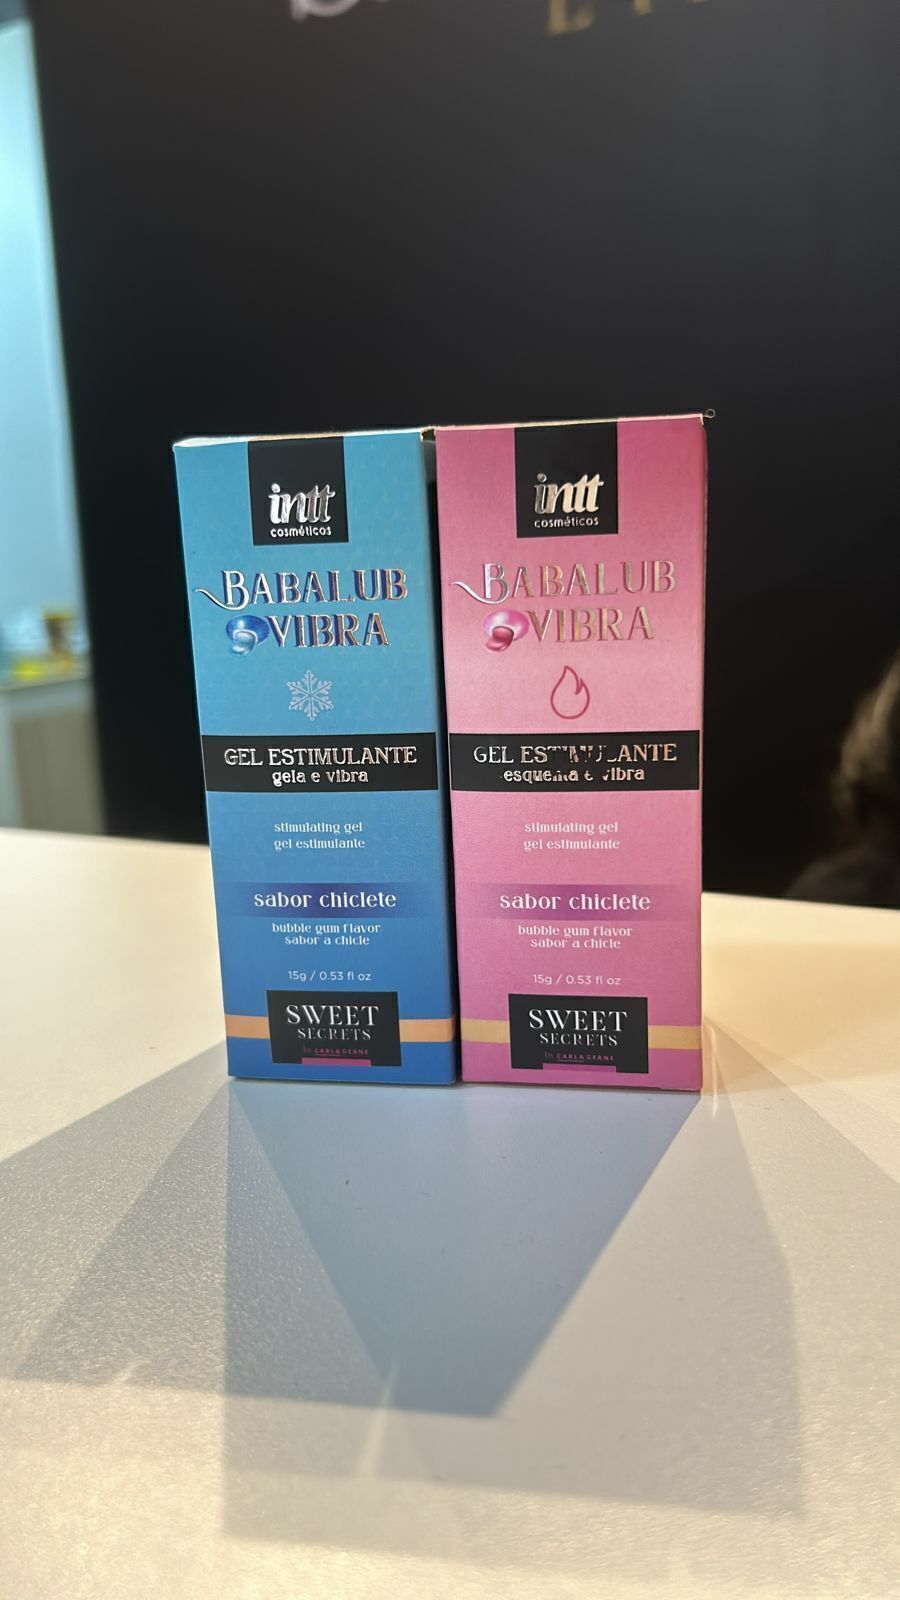 intt
cosméticos
BABALUB
VIBRA
GEL ESTIMULANTE
gela e vibra
stimulating gel
gel estimulante
sabor chiclete
bubble gum flavor
sabor a chicle
15g / 0.53 fl oz
SWEET
SECRETS
by CARLA GEANE
intt
cosméticos
BABALUB
VIBRA
GEL ESTIMULANTE
esquenta e vibra
stimulating gel
gel estimulante
sabor chiclete
bubble gum flavor
sabor a chicle
15g / 0.53 fl oz
SWEET
SECRETS
by CARLA GEANE